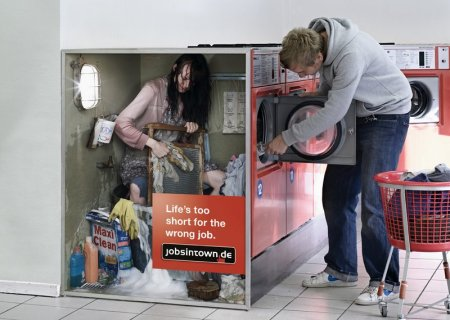 Life's too
short for the
wrong job.
jobsintown.de
MAXI
Clean